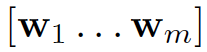 [𝐰₁ … 𝐰ₘ]